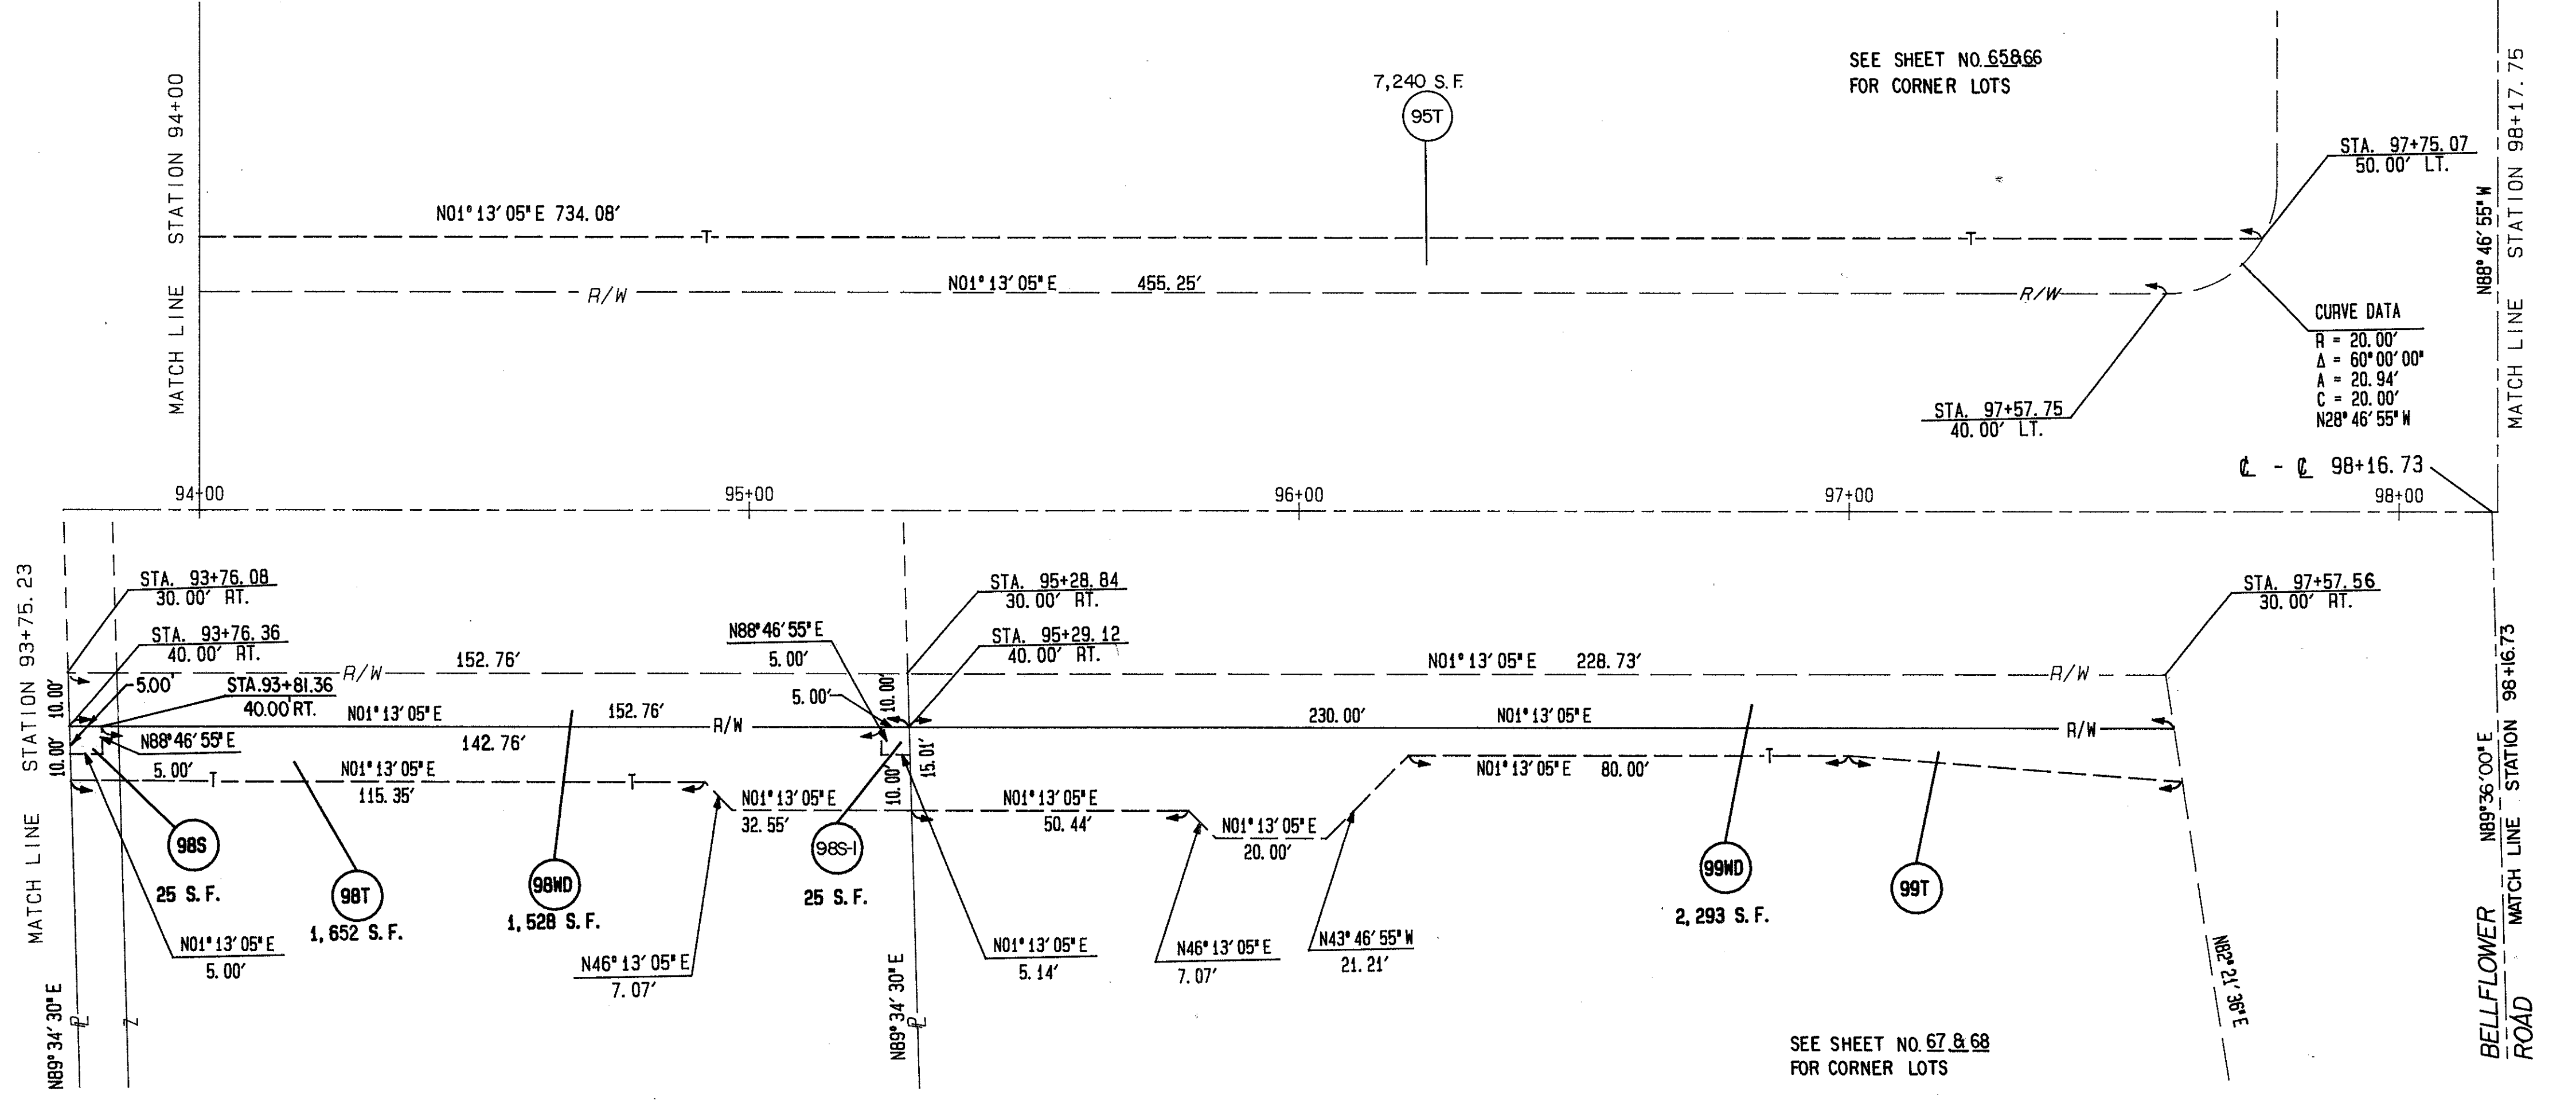 MATCH LINE STATION 94+00
7,240 S.F.
95T
SEE SHEET NO. 65&66
FOR CORNER LOTS
STA. 97+75.07
50.00' LT.
N88°46'55"W
MATCH LINE STATION 98+17.75
N01°13'05"E 734.08'
T
T
R/W
N01°13'05"E 455.25'
R/W
CURVE DATA
R = 20.00'
Δ = 60°00'00"
A = 20.94'
C = 20.00'
N28°46'55"W
STA. 97+57.75
40.00' LT.
℄ - ℄ 98+16.73
94+00
95+00
96+00
97+00
98+00
MATCH LINE STATION 93+75.23
STA. 93+76.08
30.00' RT.
STA. 93+76.36
40.00' RT.
5.00'
STA.93+81.36
40.00'RT.
10.00'
10.00'
R/W
152.76'
N88°46'55"E
5.00'
5.00'
10.00'
STA. 95+28.84
30.00' RT.
STA. 95+29.12
40.00' RT.
N01°13'05"E 228.73'
R/W
STA. 97+57.56
30.00' RT.
N01°13'05"E
152.76'
R/W
142.76'
N88°46'55"E
5.00'
230.00'
N01°13'05"E
R/W
T
N01°13'05"E
115.35'
T
15.01'
10.00'
N01°13'05"E
32.55'
N01°13'05"E
50.44'
N01°13'05"E
20.00'
N01°13'05"E 80.00'
T
98S
25 S.F.
98T
1,652 S.F.
98WD
1,528 S.F.
98S-1
25 S.F.
99WD
2,293 S.F.
99T
N01°13'05"E
5.00'
N46°13'05"E
7.07'
N01°13'05"E
5.14'
N46°13'05"E
7.07'
N43°46'55"W
21.21'
N89°34'30"E
PL
Z
N89°34'30"E
PL
N82°21'36"E
SEE SHEET NO. 67 & 68
FOR CORNER LOTS
N89°36'00"E
MATCH LINE STATION 98+16.73
BELLFLOWER
ROAD